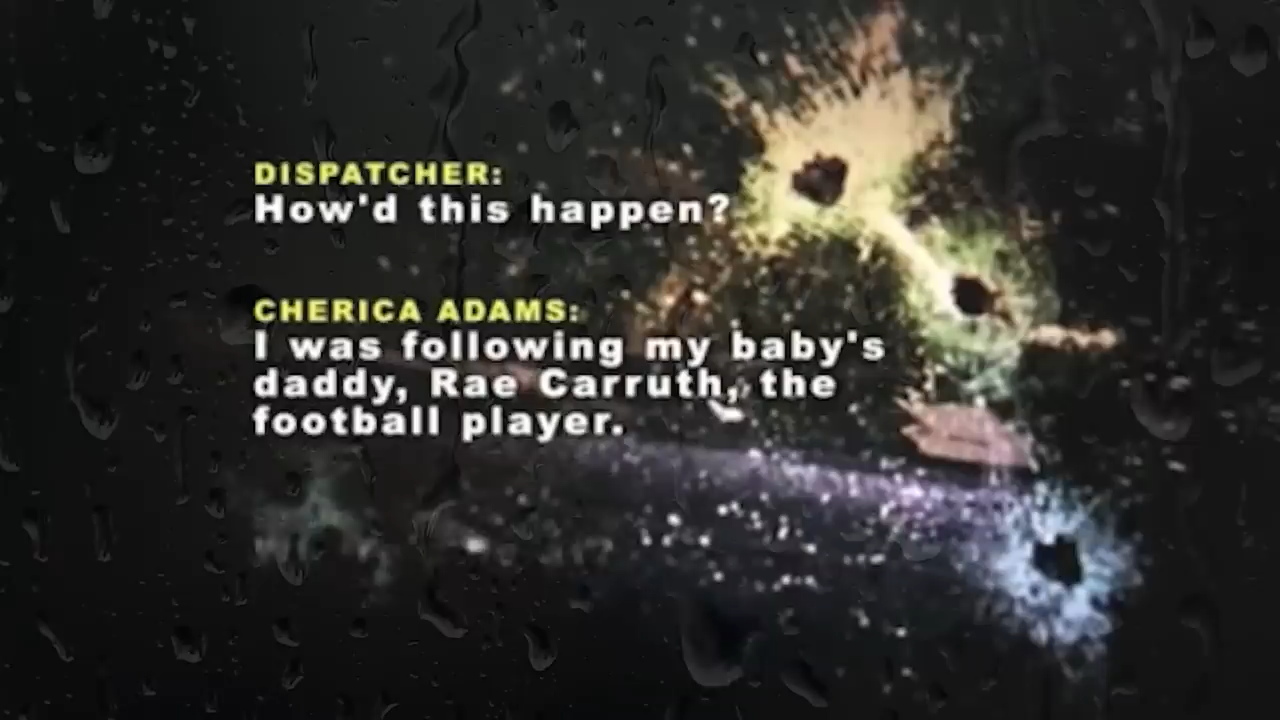 DISPATCHER:
How'd this happen?
CHERICA ADAMS:
I was following my baby's
daddy, Rae Carruth, the
football player.